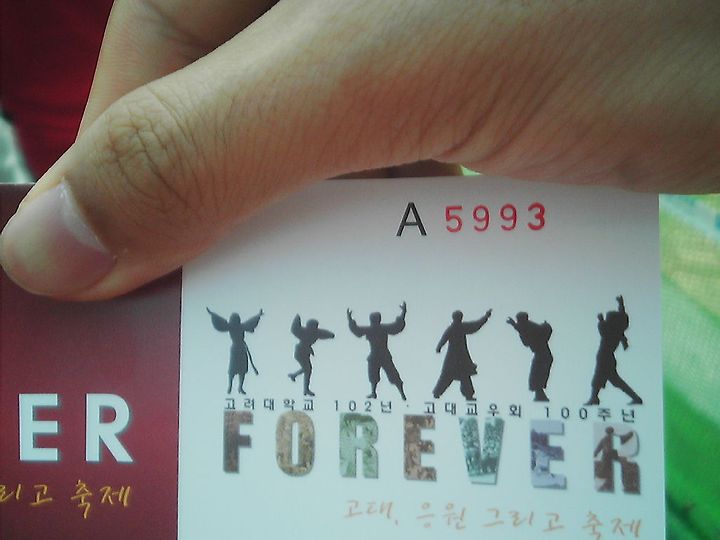 A 5993
고려대학교 102년·고대교우회 100주년
FOREVER
고대, 응원 그리고 축제
ER
리고 축제